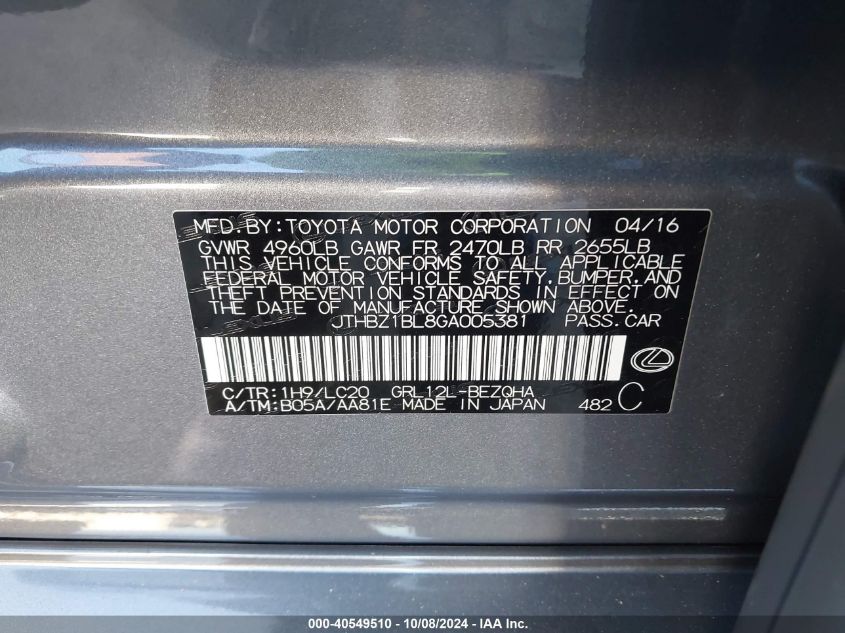 MFD.BY:TOYOTA MOTOR CORPORATION 04/16
GVWR 4960LB GAWR FR 2470LB RR 2655LB
THIS VEHICLE CONFORMS TO ALL APPLICABLE
FEDERAL MOTOR VEHICLE SAFETY,BUMPER,AND
THEFT PREVENTION STANDARDS IN EFFECT ON
THE DATE OF MANUFACTURE SHOWN ABOVE.
JTHBZ1BL8GA005381 PASS.CAR
C/TR:1H9/LC20 GRL12L-BEZQHA
A/TM:B05A/AA81E MADE IN JAPAN 482 C
000-40549510 / 10/08/2024 - IAA Inc.